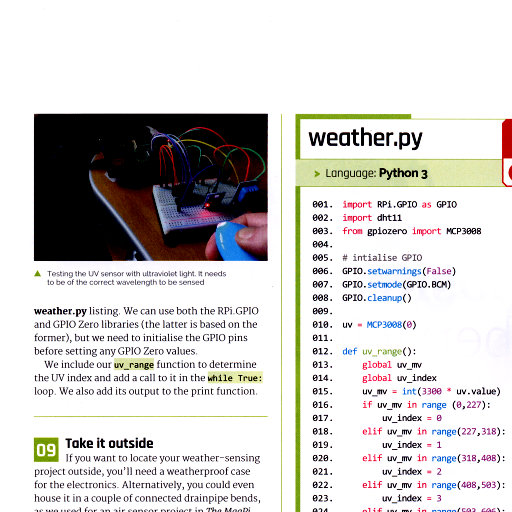 Testing the UV sensor with ultraviolet light. It needs
to be of the correct wavelength to be sensed
weather.py listing. We can use both the RPi.GPIO
and GPIO Zero libraries (the latter is based on the
former), but we need to initialise the GPIO pins
before setting any GPIO Zero values.
We include our uv_range function to determine
the UV index and add a call to it in the while True:
loop. We also add its output to the print function.
09 Take it outside
If you want to locate your weather-sensing
project outside, you'll need a weatherproof case
for the electronics. Alternatively, you could even
house it in a couple of connected drainpipe bends,
as we used for an air sensor project in The MagPi
weather.py
> Language: Python 3
001. import RPi.GPIO as GPIO
002. import dht11
003. from gpiozero import MCP3008
004.
005. # intialise GPIO
006. GPIO.setwarnings(False)
007. GPIO.setmode(GPIO.BCM)
008. GPIO.cleanup()
009.
010. uv = MCP3008(0)
011.
012. def uv_range():
013. global uv_mv
014. global uv_index
015. uv_mv = int(3300 * uv.value)
016. if uv_mv in range (0,227):
017. uv_index = 0
018. elif uv_mv in range(227,318):
019. uv_index = 1
020. elif uv_mv in range(318,408):
021. uv_index = 2
022. elif uv_mv in range(408,503):
023. uv_index = 3
024. elif uv_mv in range(503,606):